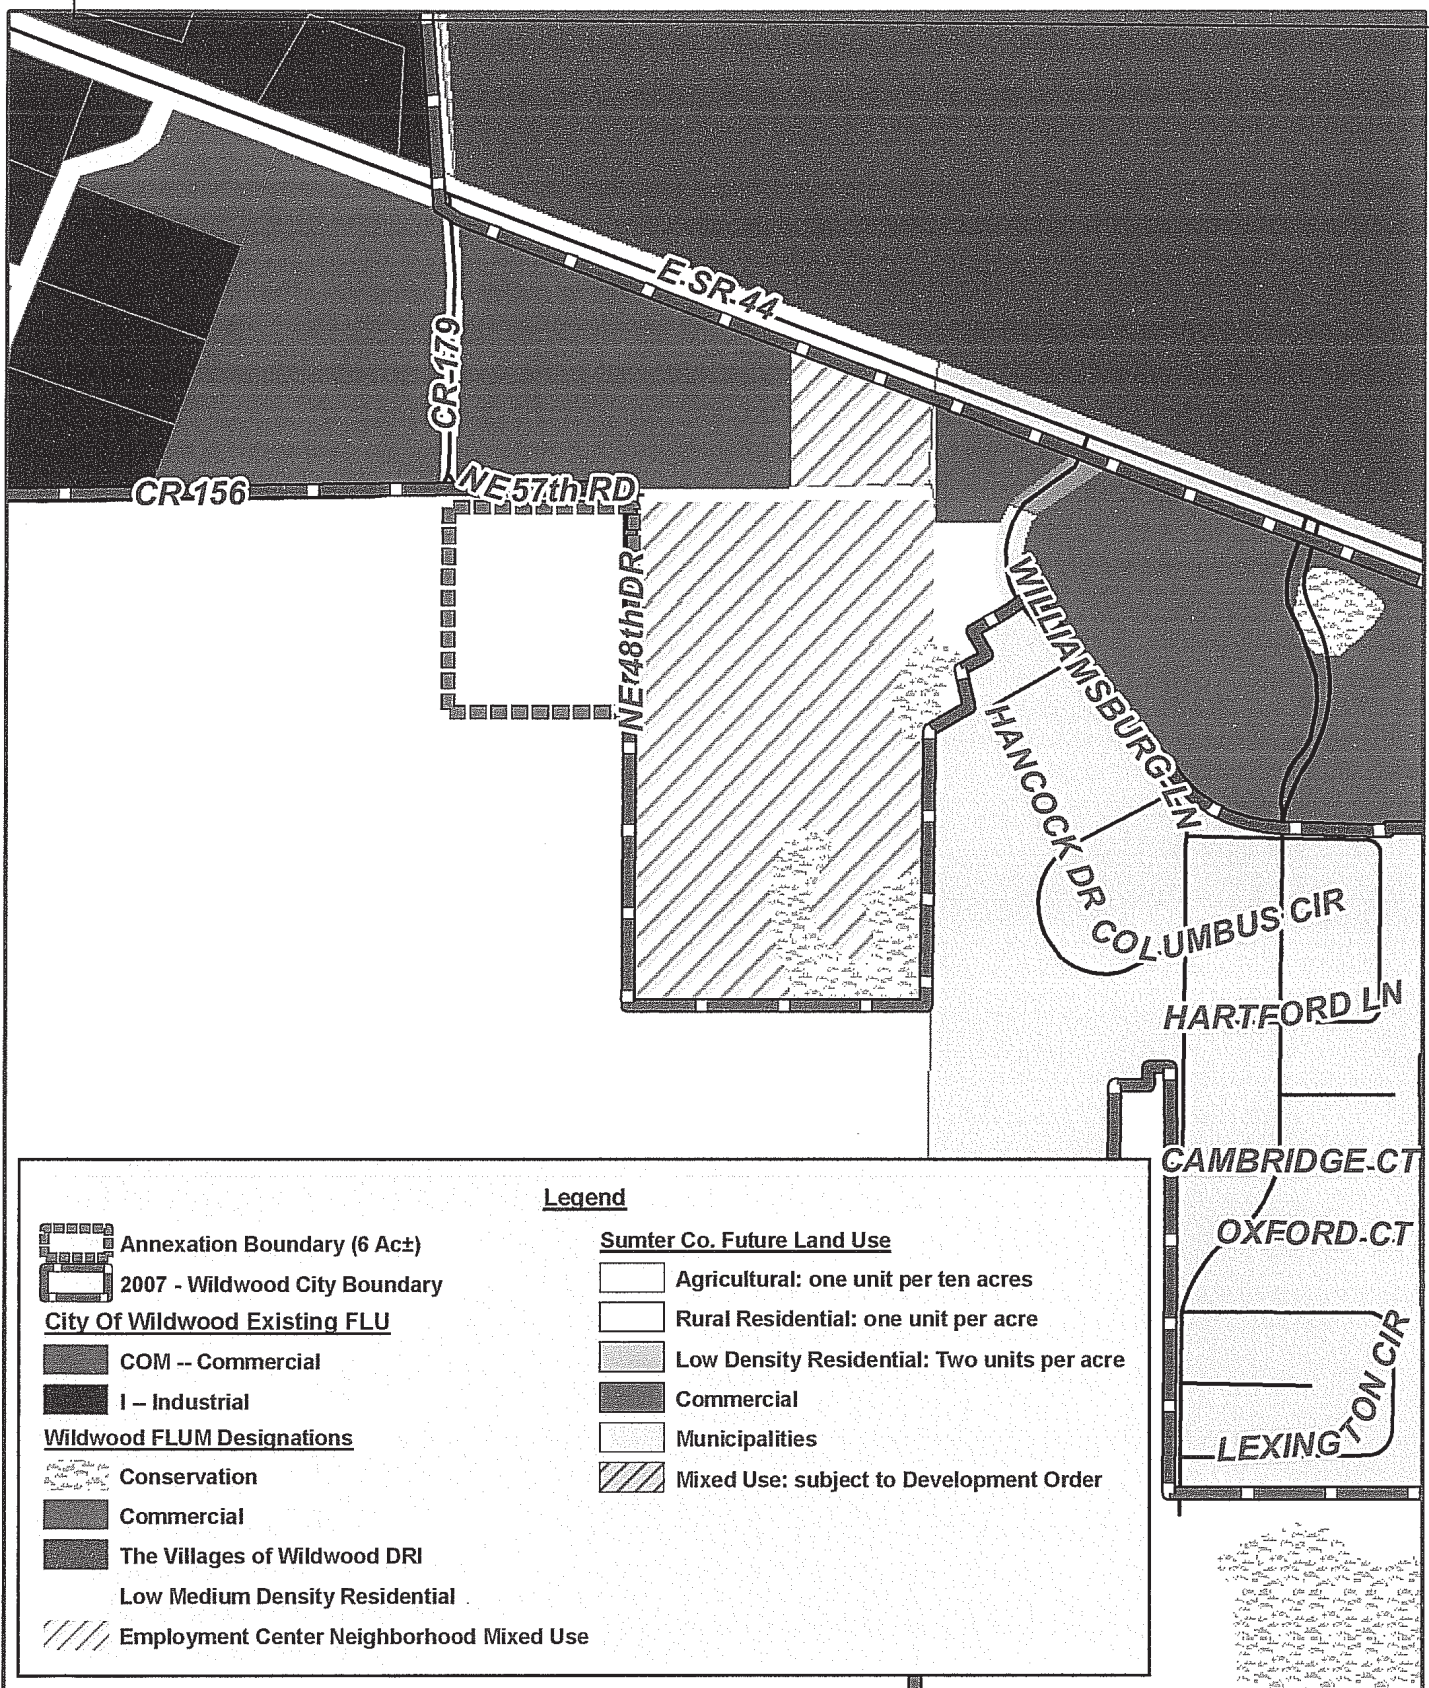 E SR 44
CR-179
CR-156
NE 57th RD
NE 48th DR
WILLIAMSBURG LN
HANCOCK DR
COLUMBUS CIR
HARTFORD LN
CAMBRIDGE CT
OXFORD CT
LEXINGTON CIR
Legend
Annexation Boundary (6 Ac±)
2007 - Wildwood City Boundary
City Of Wildwood Existing FLU
COM -- Commercial
I -- Industrial
Wildwood FLUM Designations
Conservation
Commercial
The Villages of Wildwood DRI
Low Medium Density Residential
Employment Center Neighborhood Mixed Use
Sumter Co. Future Land Use
Agricultural: one unit per ten acres
Rural Residential: one unit per acre
Low Density Residential: Two units per acre
Commercial
Municipalities
Mixed Use: subject to Development Order